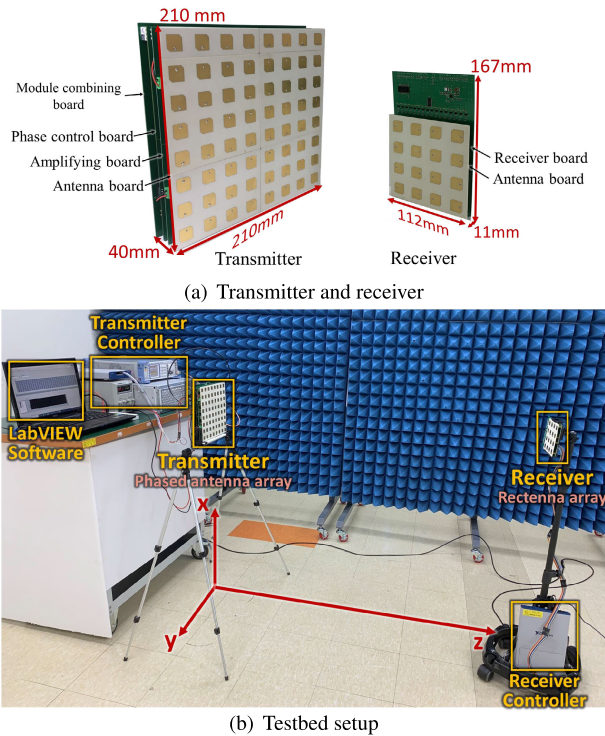 210 mm
167mm
Module combining
board
Phase control board
Amplifying board
Antenna board
Receiver board
Antenna board
40mm
210mm
112mm
11mm
Transmitter
Receiver
(a) Transmitter and receiver
Transmitter
Controller
LabVIEW
Software
Transmitter
Phased antenna array
Receiver
Rectenna array
x
y
z
Receiver
Controller
(b) Testbed setup